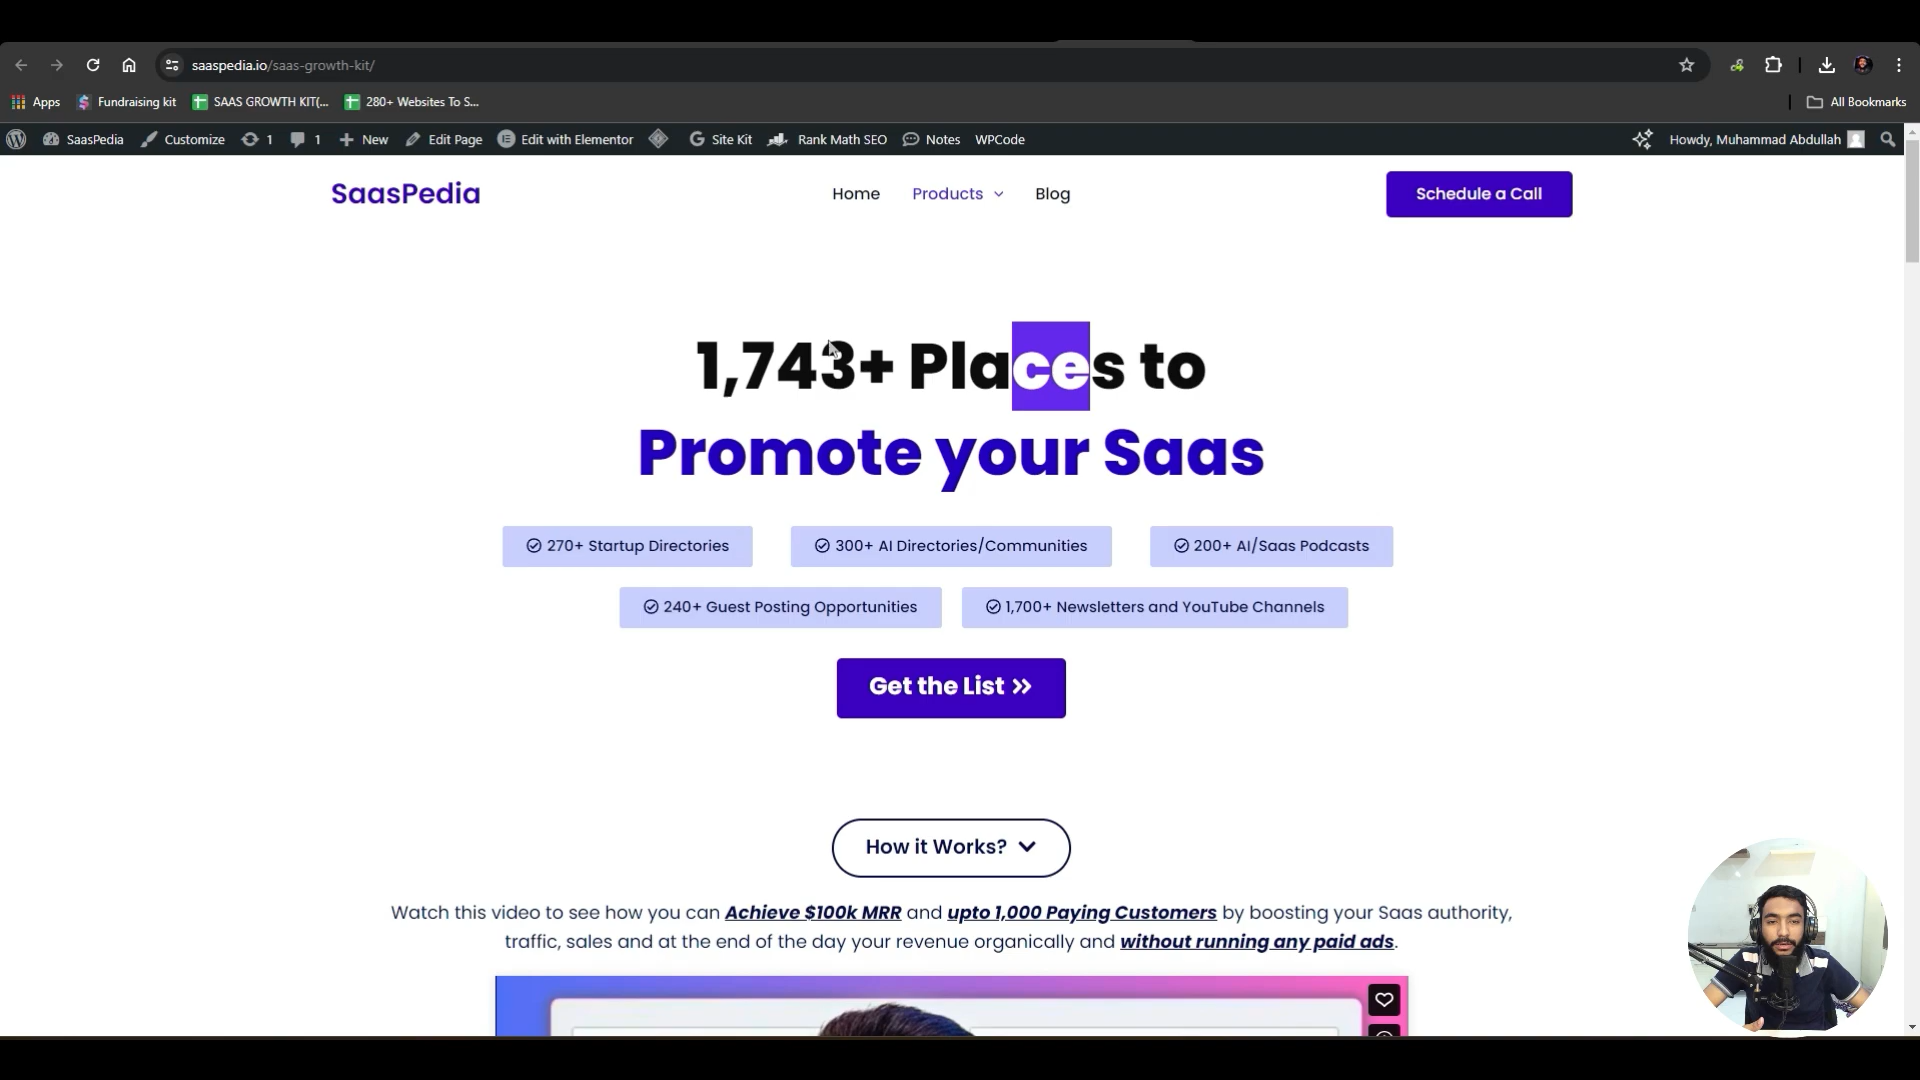 saaspedia.io/saas-growth-kit/
Apps Fundraising kit SAAS GROWTH KIT(... 280+ Websites To S... All Bookmarks
SaasPedia Customize 1 1 New Edit Page Edit with Elementor Site Kit Rank Math SEO Notes WPCode Howdy, Muhammad Abdullah
SaasPedia Home Products Blog Schedule a Call
1,743+ Places to
Promote your Saas
270+ Startup Directories 300+ AI Directories/Communities 200+ AI/Saas Podcasts
240+ Guest Posting Opportunities 1,700+ Newsletters and YouTube Channels
Get the List »
How it Works?
Watch this video to see how you can Achieve $100k MRR and upto 1,000 Paying Customers by boosting your Saas authority,
traffic, sales and at the end of the day your revenue organically and without running any paid ads.